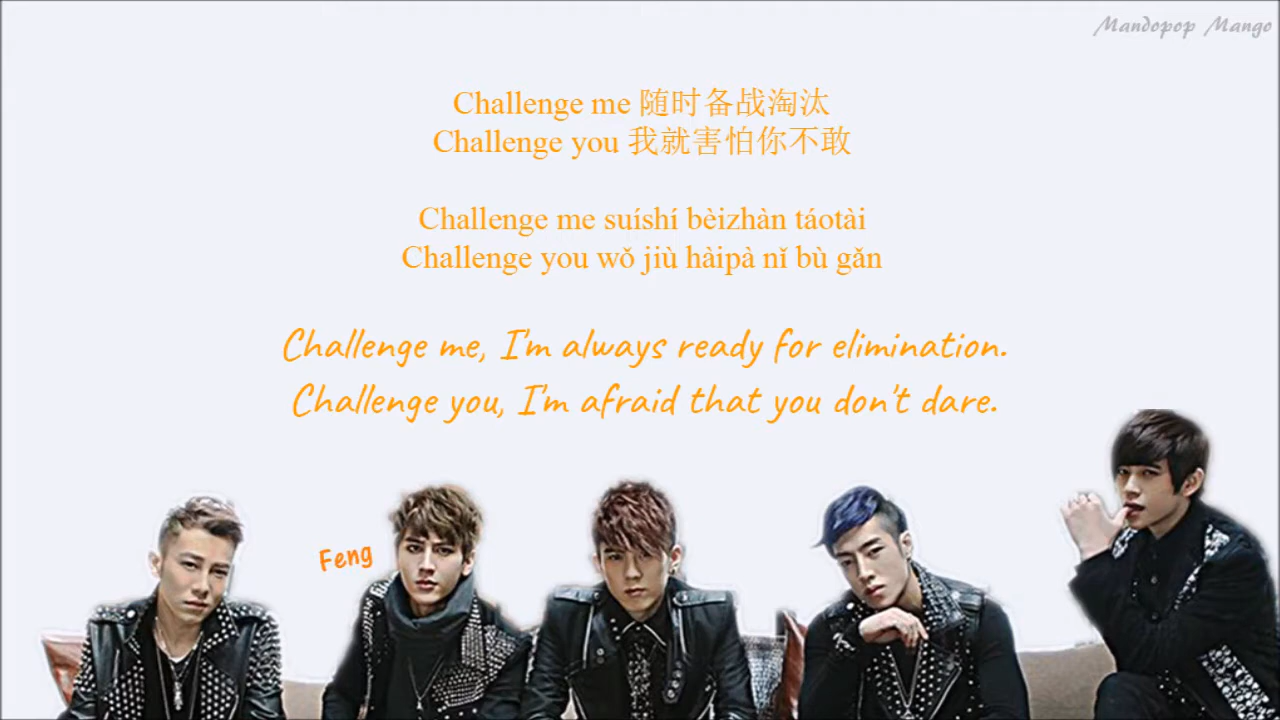 Mandopop Mango
Challenge me 随时备战淘汰
Challenge you 我就害怕你不敢
Challenge me suíshí bèizhàn táotài
Challenge you wǒ jiù hàipà nǐ bù gǎn
Challenge me, I'm always ready for elimination.
Challenge you, I'm afraid that you don't dare.
Feng